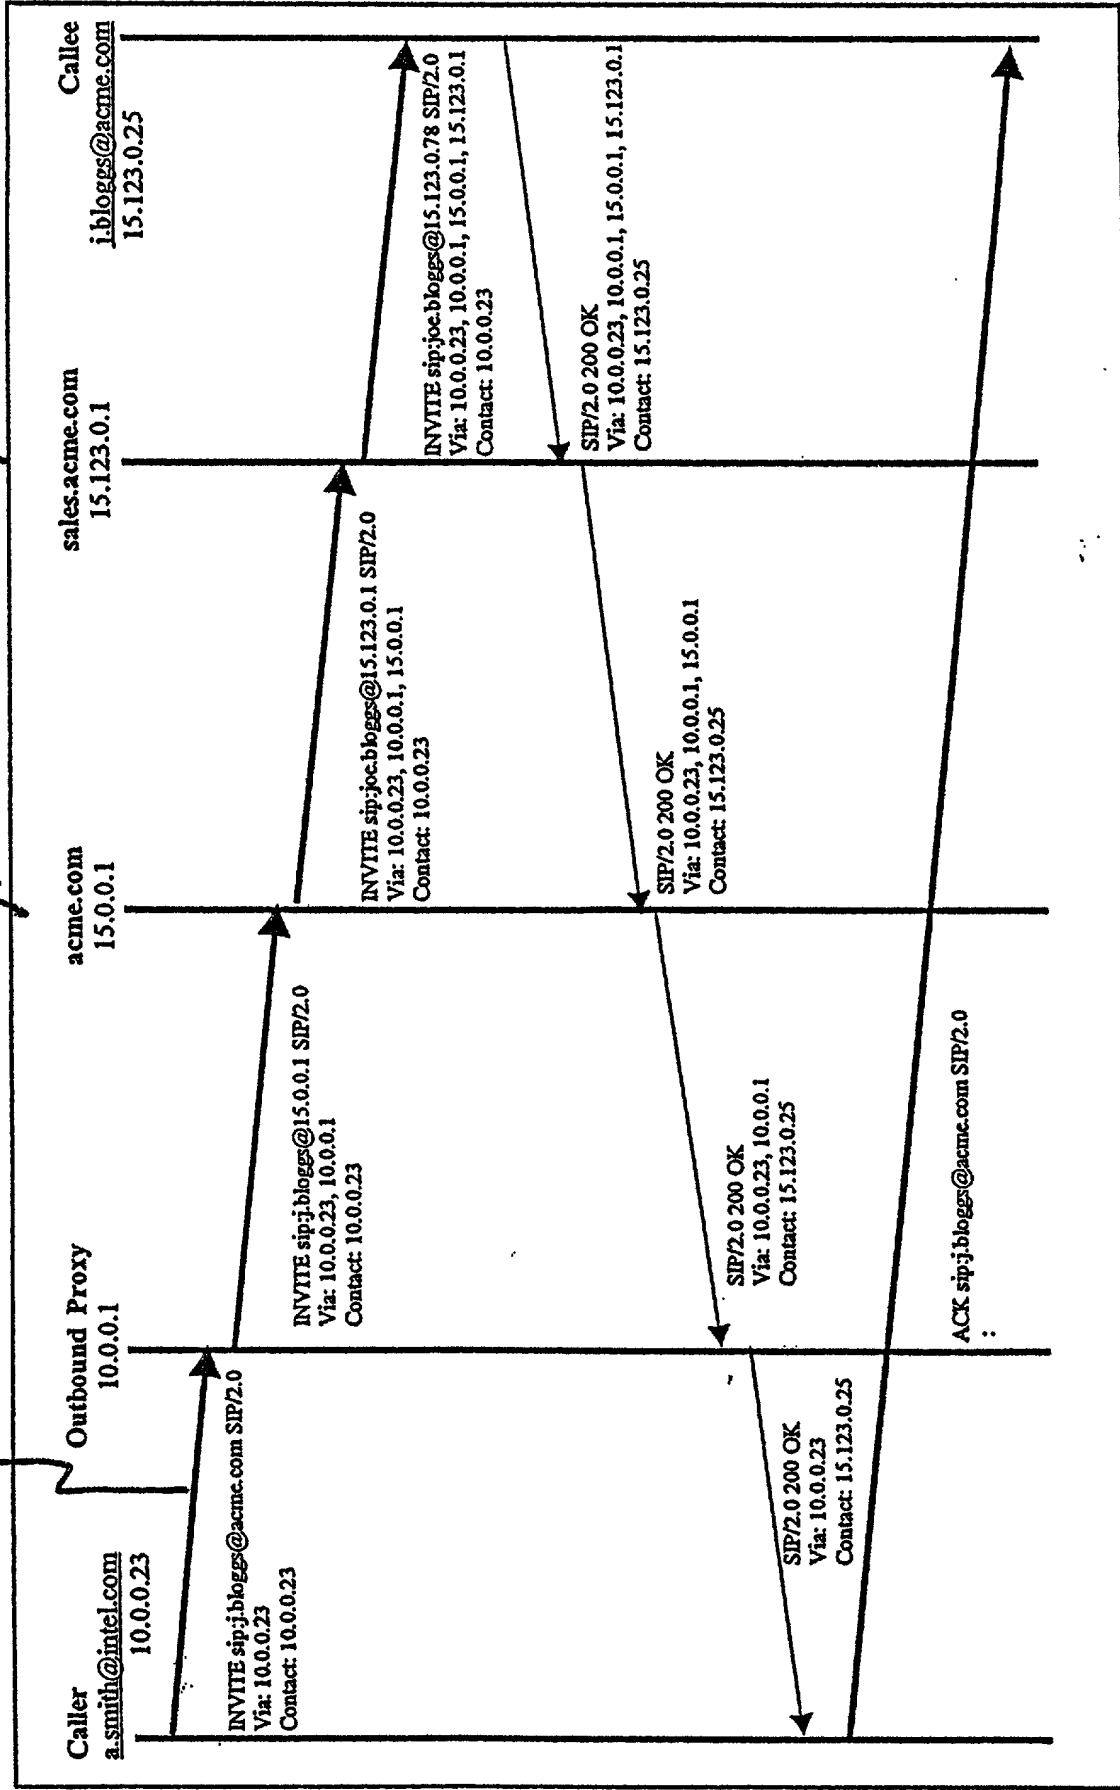 Caller
a.smith@intel.com
10.0.0.23
Outbound Proxy
10.0.0.1
acme.com
15.0.0.1
sales.acme.com
15.123.0.1
Callee
j.bloggs@acme.com
15.123.0.25
INVITE sip:j.bloggs@acme.com SIP/2.0
Via: 10.0.0.23
Contact: 10.0.0.23
INVITE sip:j.bloggs@15.0.0.1 SIP/2.0
Via: 10.0.0.23, 10.0.0.1
Contact: 10.0.0.23
INVITE sip:joe.bloggs@15.123.0.1 SIP/2.0
Via: 10.0.0.23, 10.0.0.1, 15.0.0.1
Contact: 10.0.0.23
INVITE sip:joe.bloggs@15.123.0.78 SIP/2.0
Via: 10.0.0.23, 10.0.0.1, 15.0.0.1, 15.123.0.1
Contact: 10.0.0.23
SIP/2.0 200 OK
Via: 10.0.0.23, 10.0.0.1, 15.0.0.1, 15.123.0.1
Contact: 15.123.0.25
SIP/2.0 200 OK
Via: 10.0.0.23, 10.0.0.1, 15.0.0.1
Contact: 15.123.0.25
SIP/2.0 200 OK
Via: 10.0.0.23, 10.0.0.1
Contact: 15.123.0.25
SIP/2.0 200 OK
Via: 10.0.0.23
Contact: 15.123.0.25
ACK sip:j.bloggs@acme.com SIP/2.0
: